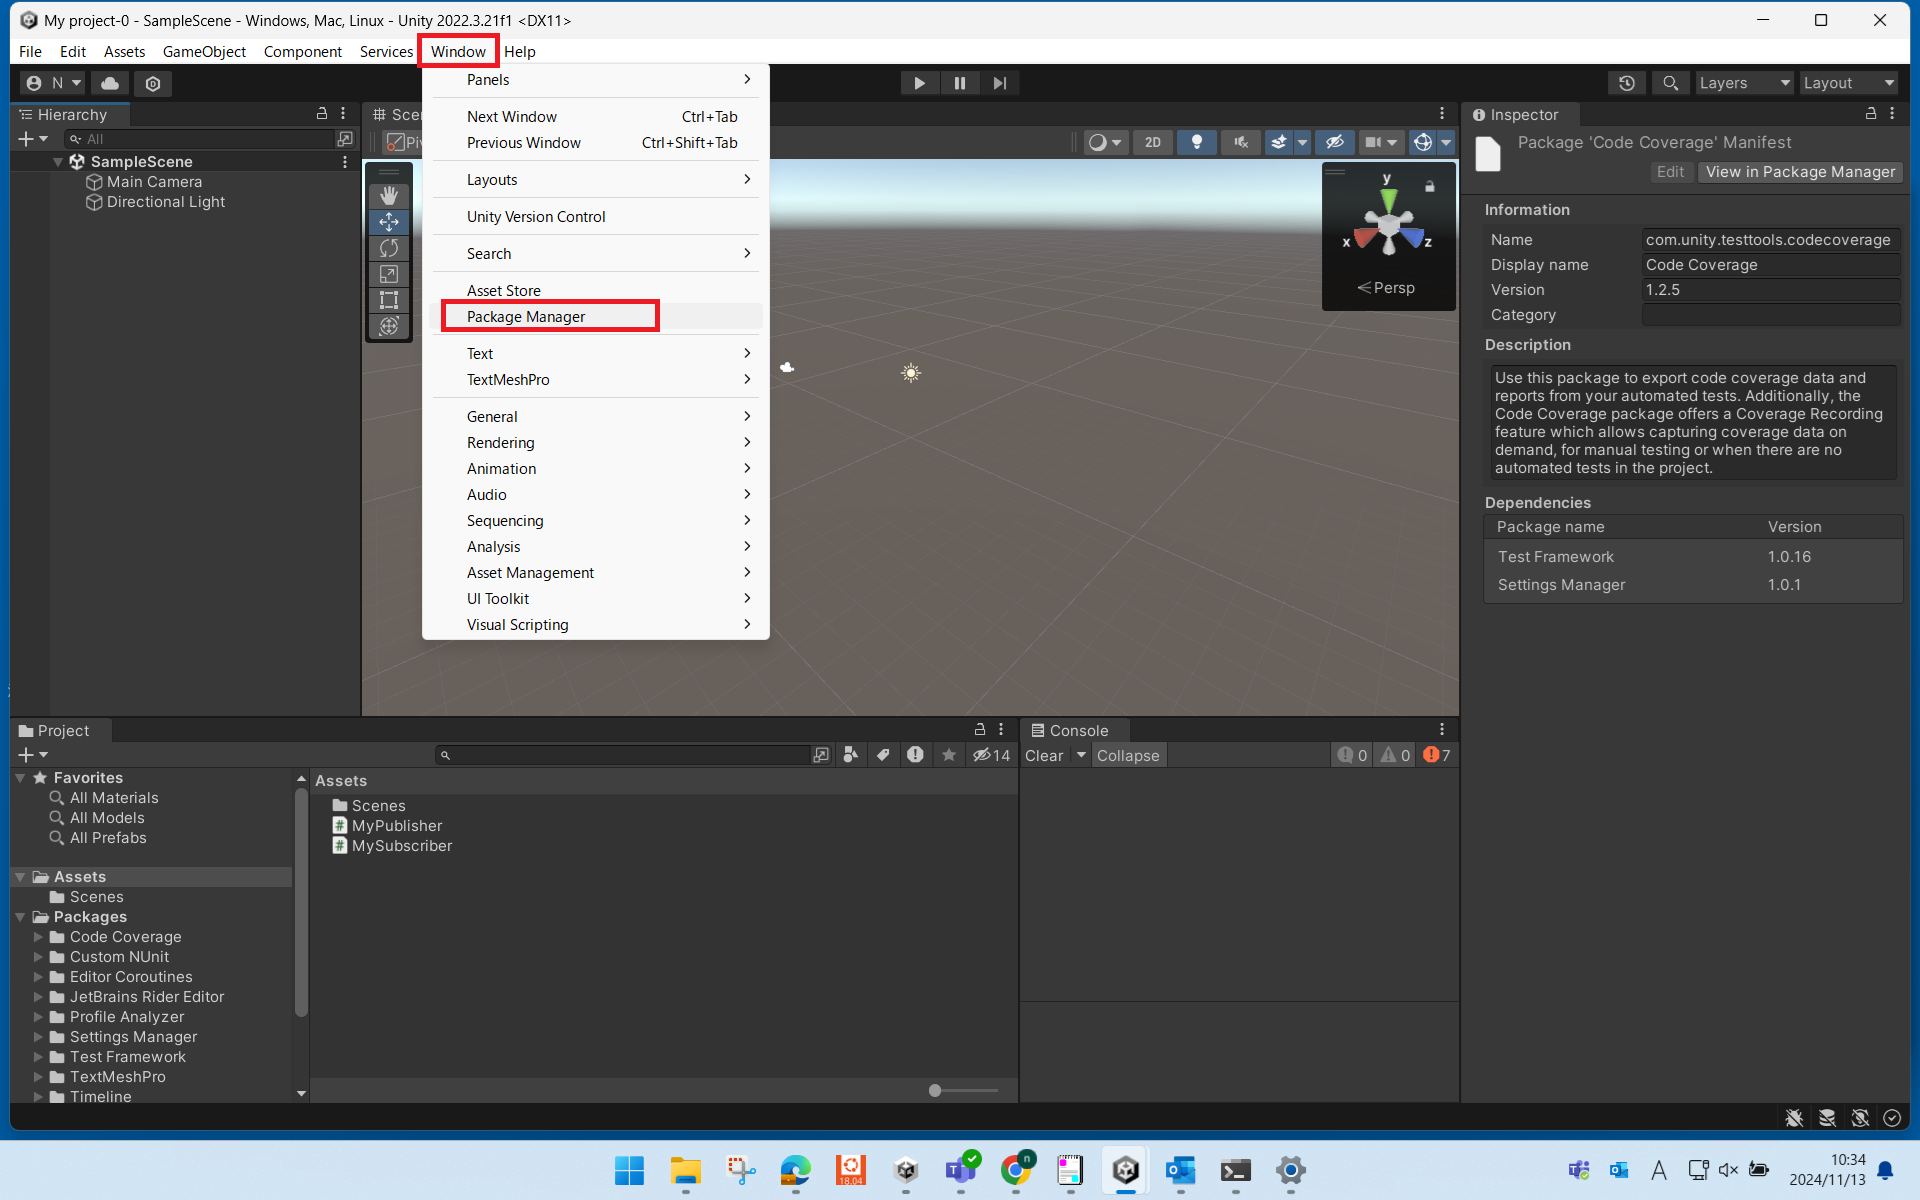 My project-0 - SampleScene - Windows, Mac, Linux - Unity 2022.3.21f1 <DX11>
File Edit Assets GameObject Component Services Window Help
N
Layers
Layout
Hierarchy
All
SampleScene
Main Camera
Directional Light
Panels
Next Window Ctrl+Tab
Previous Window Ctrl+Shift+Tab
Layouts
Unity Version Control
Search
Asset Store
Package Manager
Text
TextMeshPro
General
Rendering
Animation
Audio
Sequencing
Analysis
Asset Management
UI Toolkit
Visual Scripting
2D
y
x
z
Persp
Inspector
Package 'Code Coverage' Manifest
Edit View in Package Manager
Information
Name com.unity.testtools.codecoverage
Display name Code Coverage
Version 1.2.5
Category
Description
Use this package to export code coverage data and
reports from your automated tests. Additionally, the
Code Coverage package offers a Coverage Recording
feature which allows capturing coverage data on
demand, for manual testing or when there are no
automated tests in the project.
Dependencies
Package name Version
Test Framework 1.0.16
Settings Manager 1.0.1
Project
14
Favorites
All Materials
All Models
All Prefabs
Assets
Scenes
Packages
Code Coverage
Custom NUnit
Editor Coroutines
JetBrains Rider Editor
Profile Analyzer
Settings Manager
Test Framework
TextMeshPro
Timeline
Assets
Scenes
MyPublisher
MySubscriber
Console
Clear Collapse 0 0 7
18.04
n
A
10:34
2024/11/13